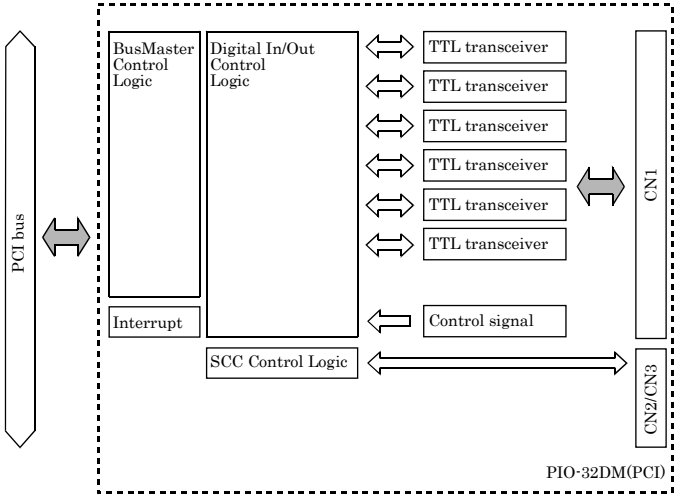 PCI bus
BusMaster
Control
Logic
Digital In/Out
Control
Logic
TTL transceiver
TTL transceiver
TTL transceiver
TTL transceiver
TTL transceiver
TTL transceiver
CN1
Interrupt
Control signal
SCC Control Logic
CN2/CN3
PIO-32DM(PCI)